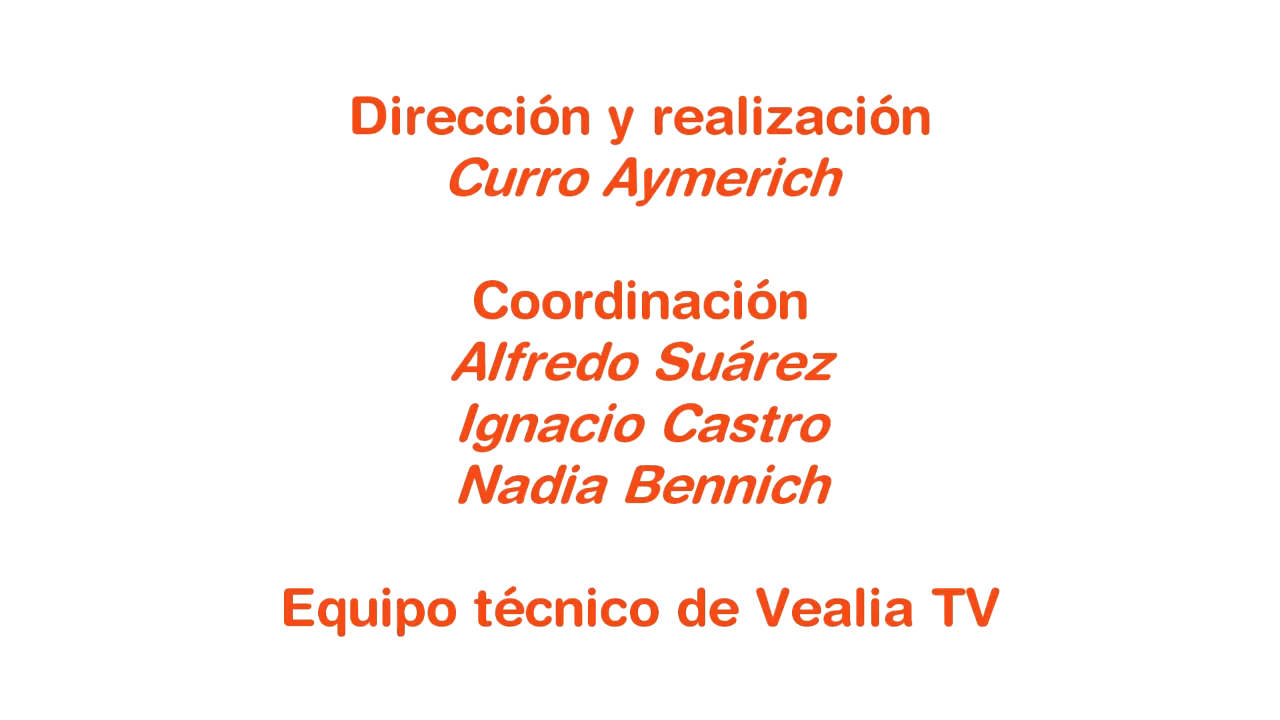 Dirección y realización
Curro Aymerich
Coordinación
Alfredo Suárez
Ignacio Castro
Nadia Bennich
Equipo técnico de Vealia TV